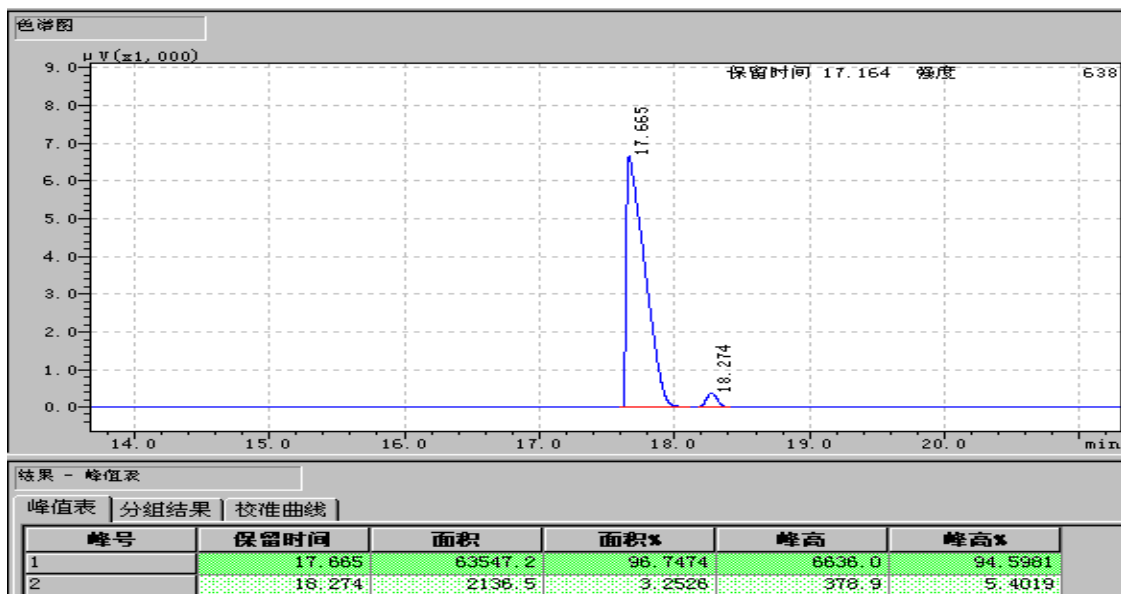 色谱图
μV(x1,000)
保留时间 17.164 强度 638
9.0
8.0
7.0
6.0
5.0
4.0
3.0
2.0
1.0
0.0
17.665
18.274
14.0 15.0 16.0 17.0 18.0 19.0 20.0 min
结果 - 峰值表
峰值表 分组结果 校准曲线
峰号 保留时间 面积 面积% 峰高 峰高%
1 17.665 63547.2 96.7474 6636.0 94.5981
2 18.274 2136.5 3.2526 378.9 5.4019